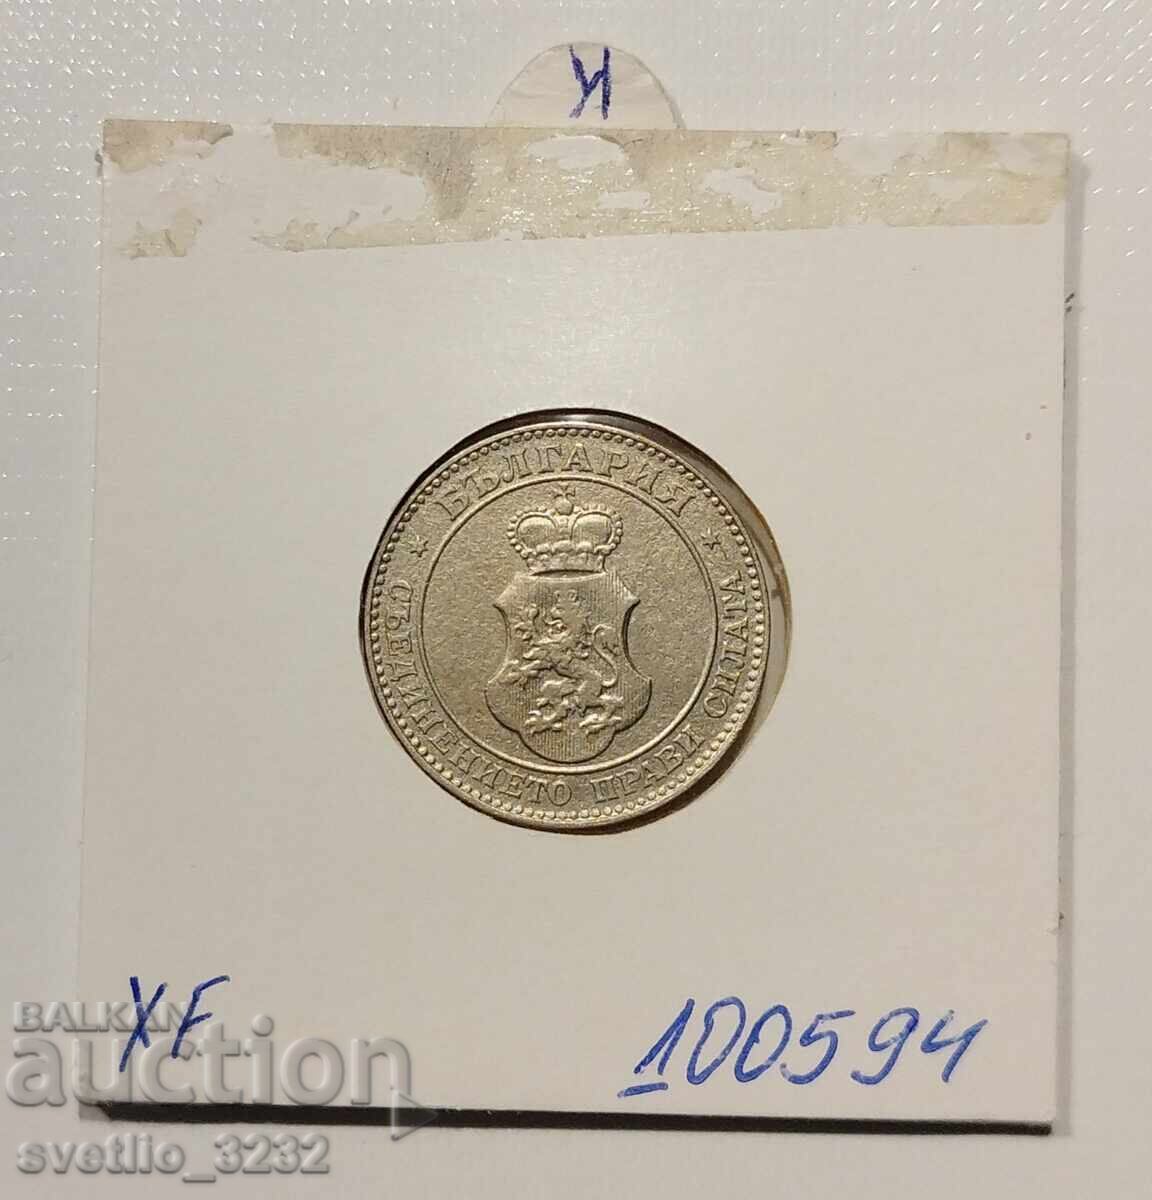 К
БЪЛГАРИЯ
* СЪЕДИНЕНИЕТО ПРАВИ СИЛАТА *
XF
100594
BALKAN
auction
svetlio_3232